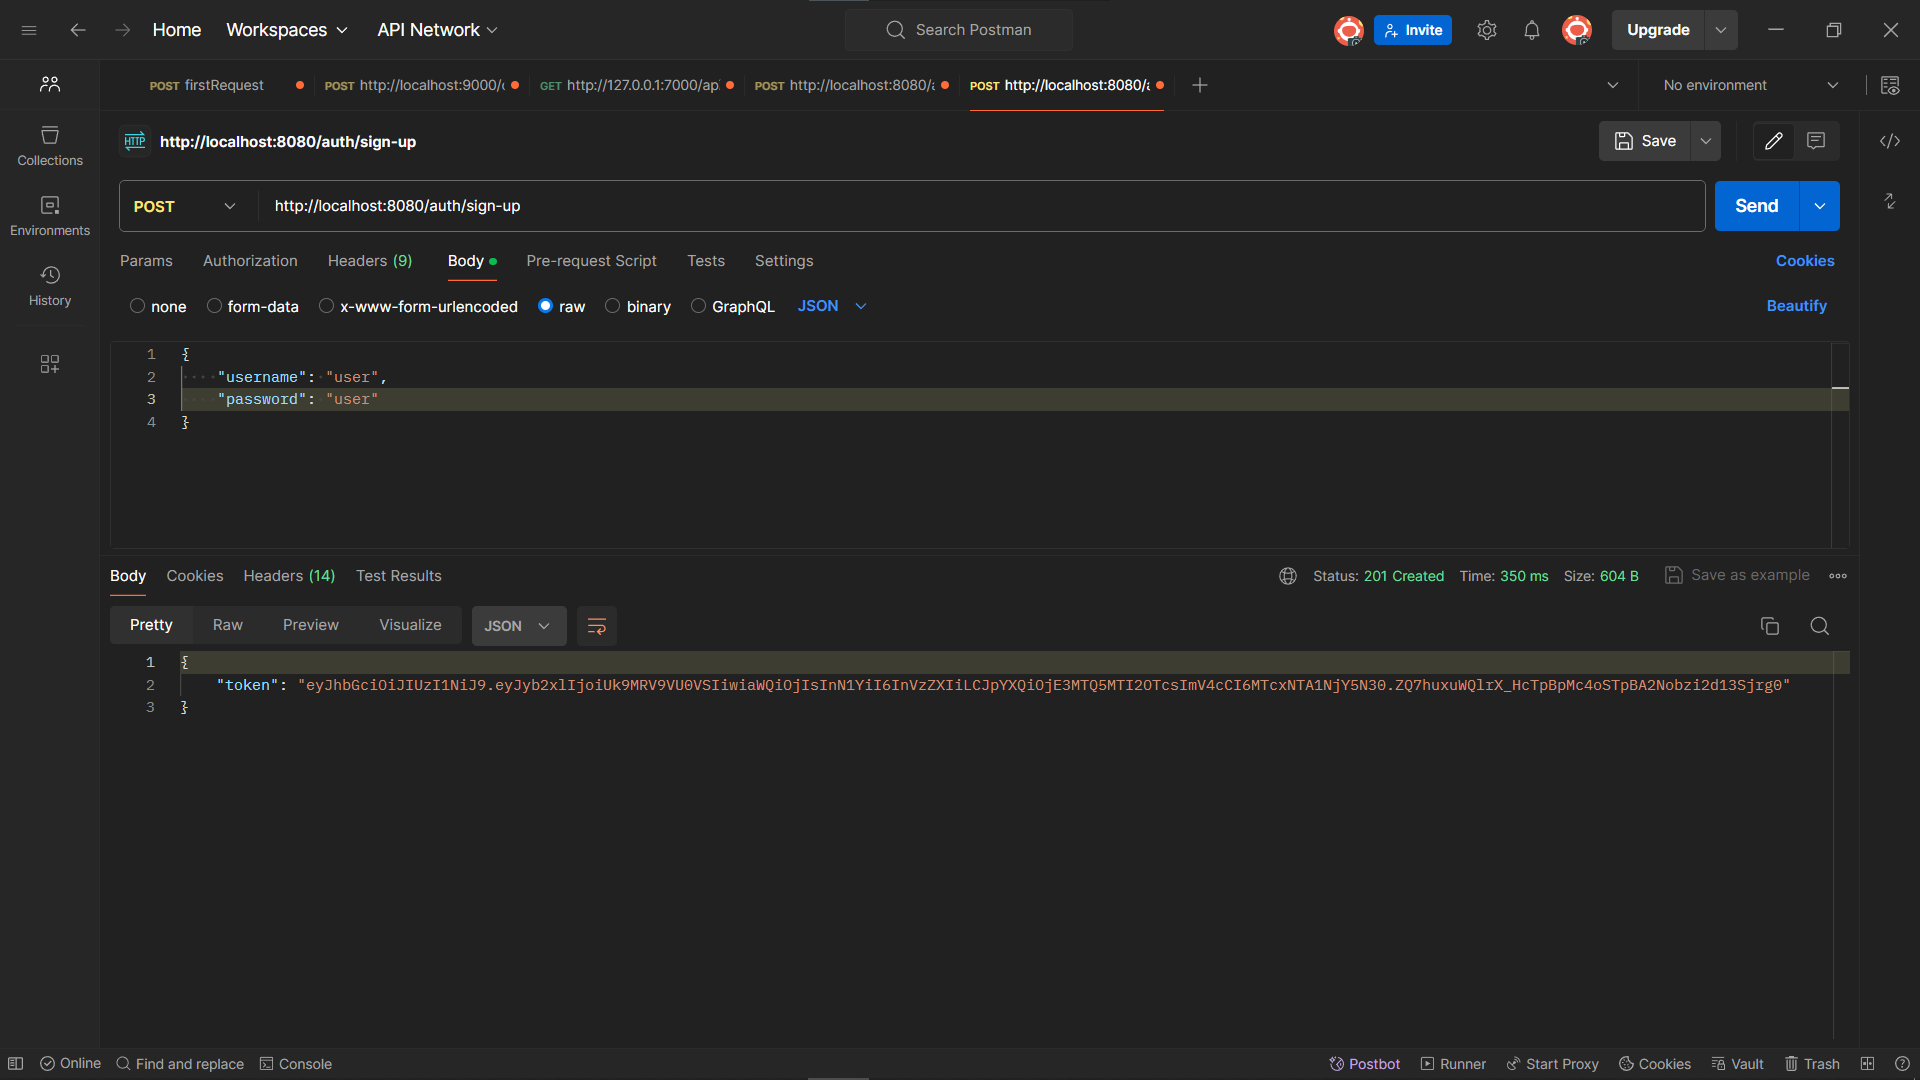 Home Workspaces API Network Search Postman Invite Upgrade
POST firstRequest POST http://localhost:9000/ GET http://127.0.0.1:7000/ap POST http://localhost:8080/ POST http://localhost:8080/ No environment
HTTP http://localhost:8080/auth/sign-up Save
Collections
Environments
History
POST http://localhost:8080/auth/sign-up Send
Params Authorization Headers (9) Body Pre-request Script Tests Settings Cookies
none form-data x-www-form-urlencoded raw binary GraphQL JSON Beautify
1 {
2 "username": "user",
3 "password": "user"
4 }
Body Cookies Headers (14) Test Results Status: 201 Created Time: 350 ms Size: 604 B Save as example
Pretty Raw Preview Visualize JSON
1 {
2 "token": "eyJhbGciOiJIUzI1NiJ9.eyJyb2xlIjoiUk9MRV9VU0VSIiwiaWQiOjIsInN1YiI6InVzZXIiLCJpYXQiOjE3MTQ5MTI2OTcsImV4cCI6MTcxNTA1NjY5N30.ZQ7huxuWQlrX_HcTpBpMc4oSTpBA2Nobzi2d13Sjrg0"
3 }
Online Find and replace Console Postbot Runner Start Proxy Cookies Vault Trash